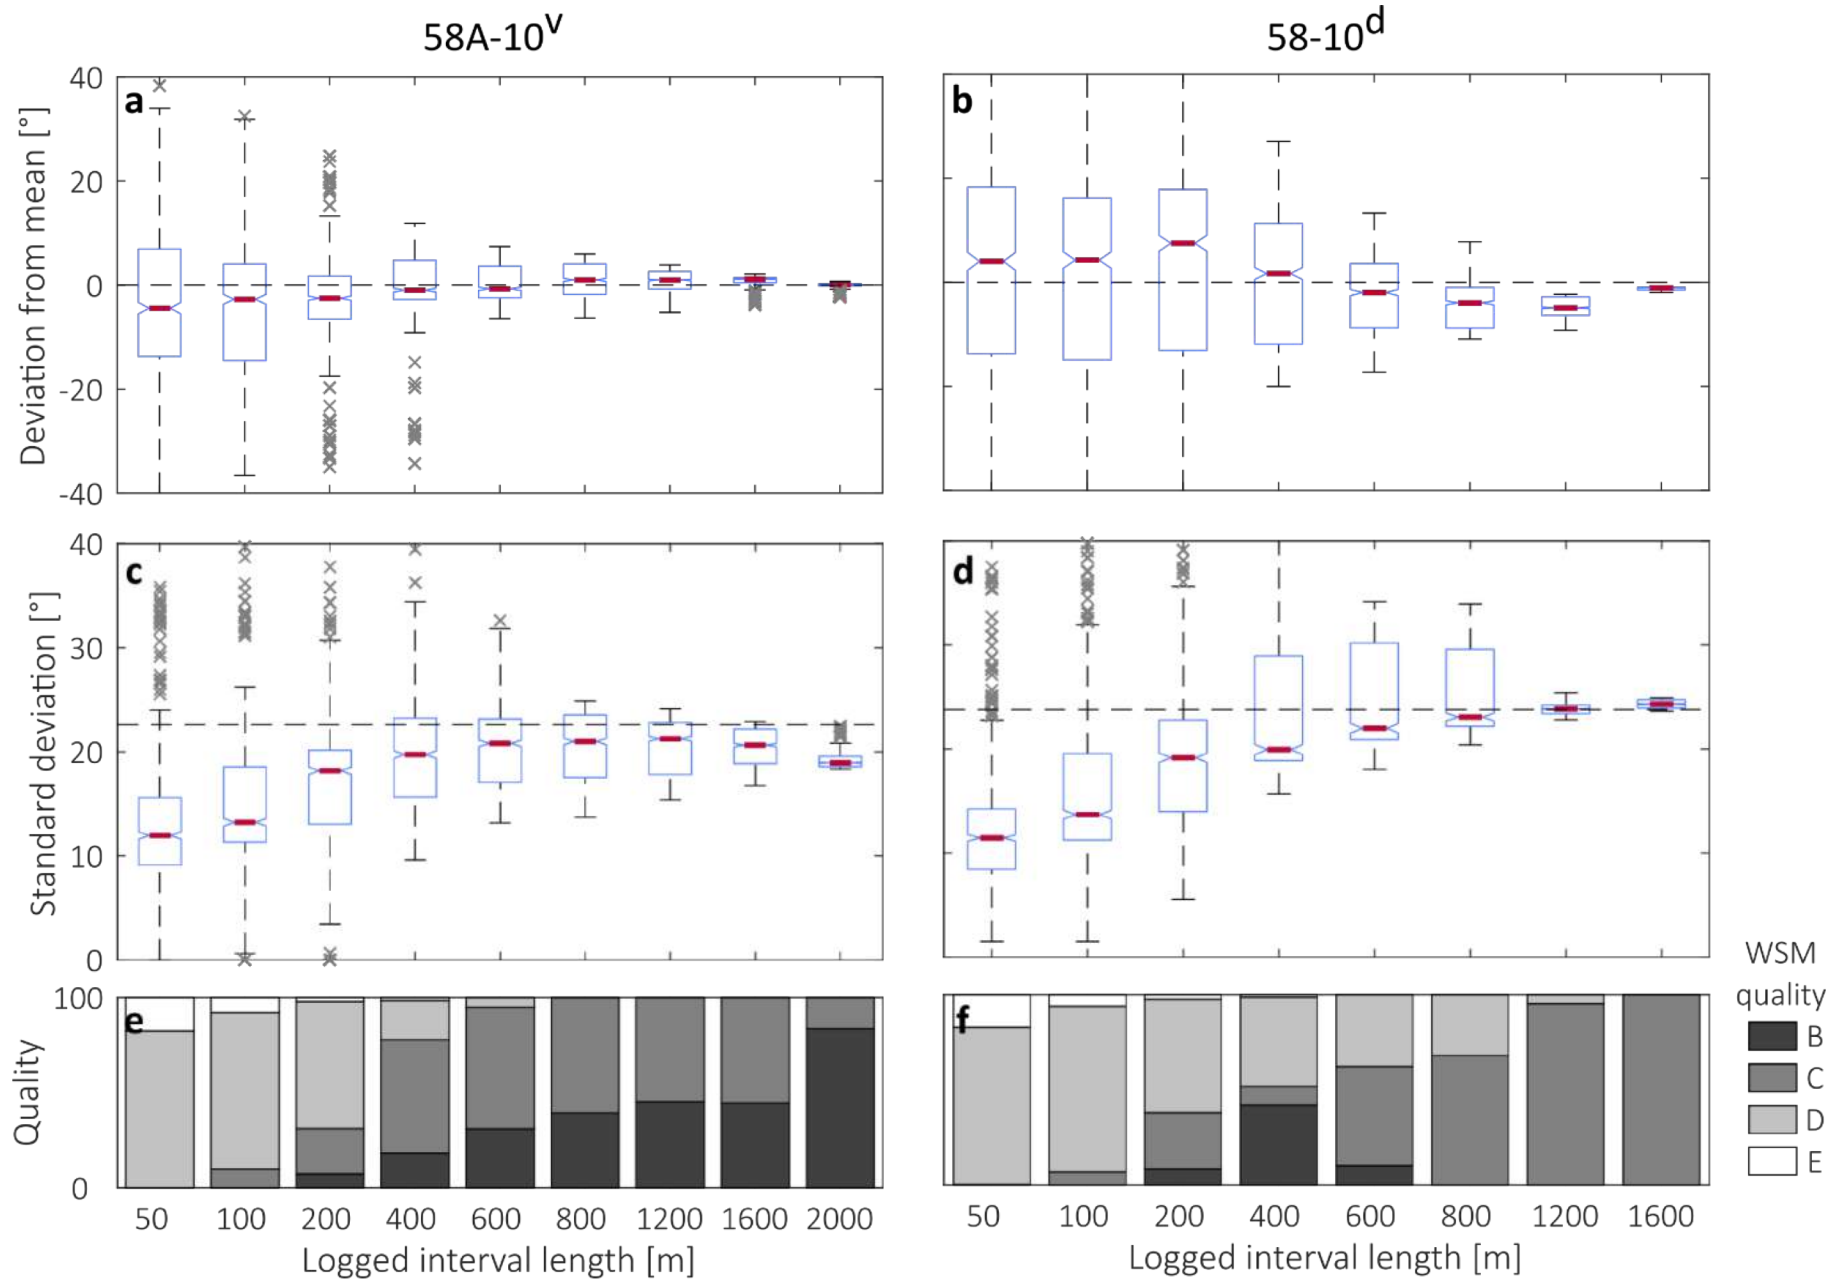 58A-10v
58-10d
a
b
Deviation from mean [°]
40
20
0
-20
-40
c
d
Standard deviation [°]
40
30
20
10
0
e
f
Quality
100
0
WSM
quality
B
C
D
E
50 100 200 400 600 800 1200 1600 2000
50 100 200 400 600 800 1200 1600
Logged interval length [m]
Logged interval length [m]